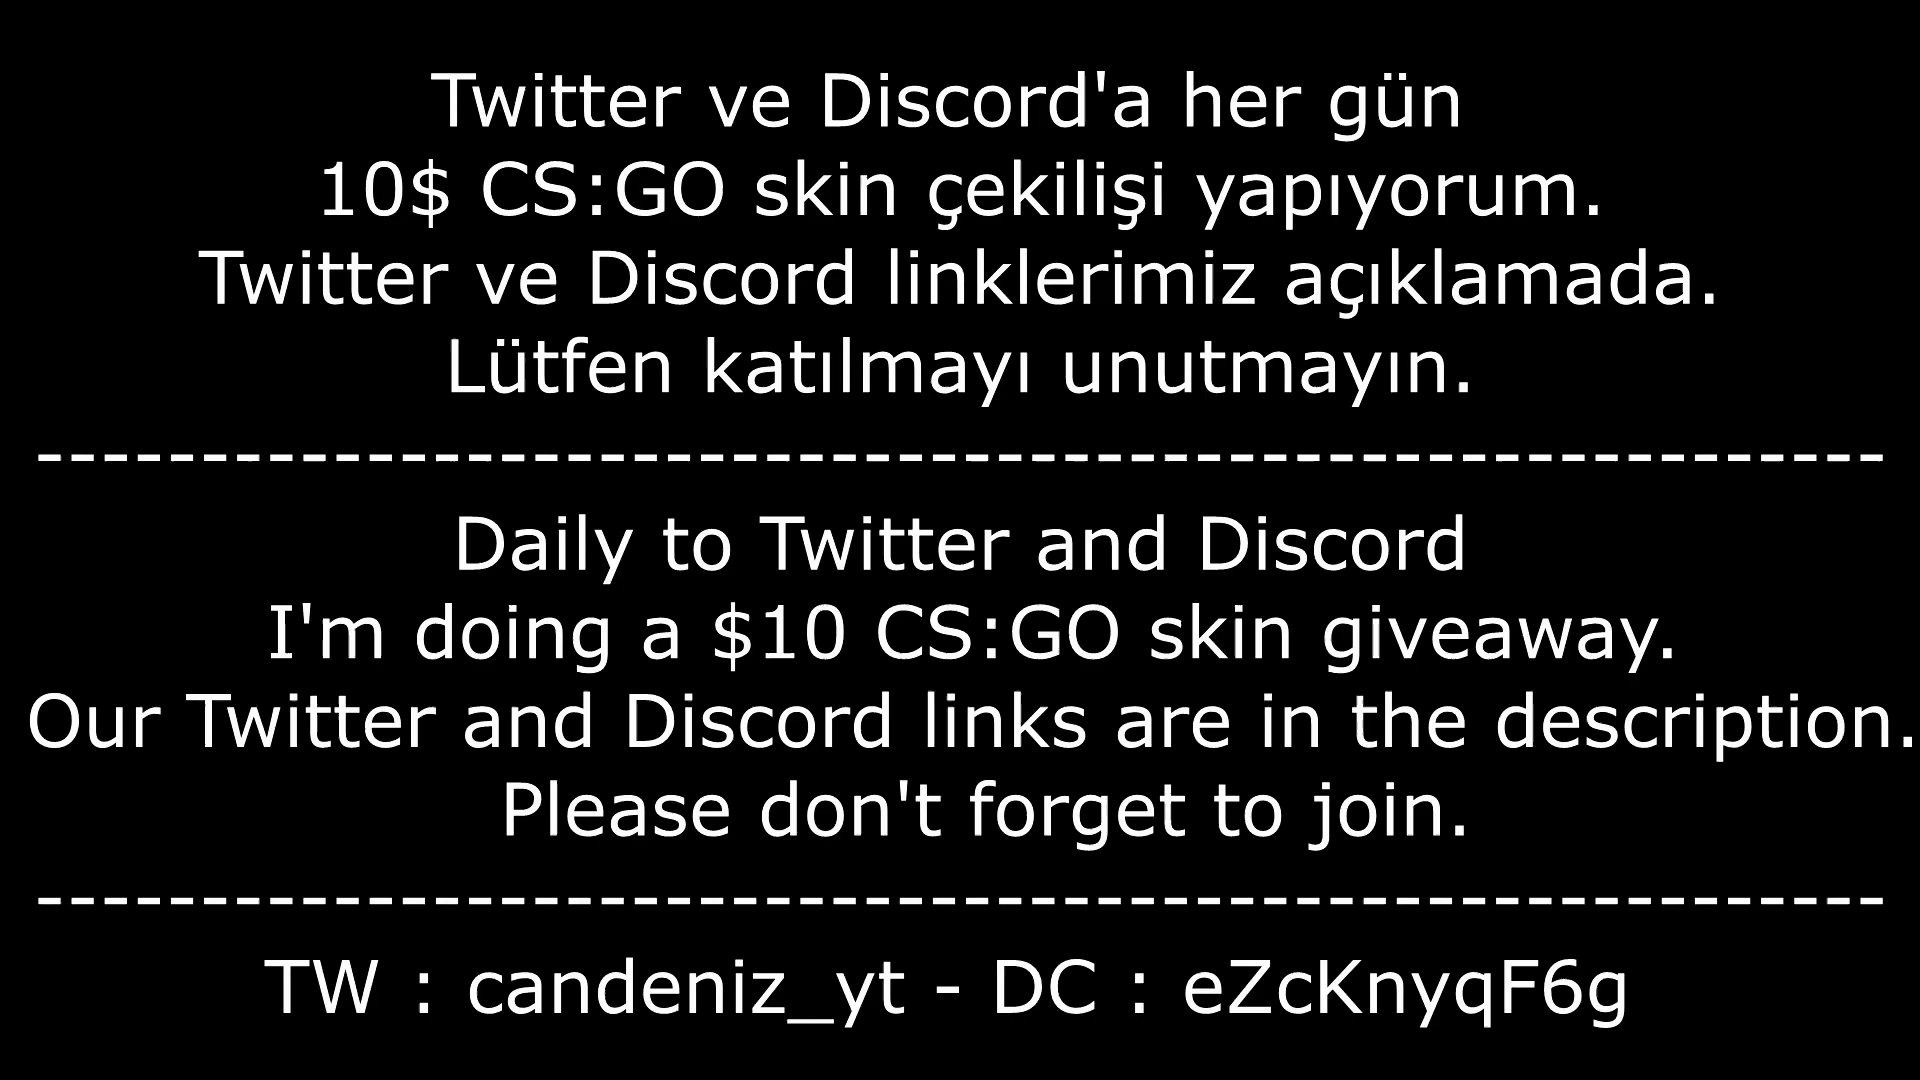 Twitter ve Discord'a her gün
10$ CS:GO skin çekilişi yapıyorum.
Twitter ve Discord linklerimiz açıklamada.
Lütfen katılmayı unutmayın.
--------------------------------------------------------
Daily to Twitter and Discord
I'm doing a $10 CS:GO skin giveaway.
Our Twitter and Discord links are in the description.
Please don't forget to join.
--------------------------------------------------------
TW : candeniz_yt - DC : eZcKnyqF6g